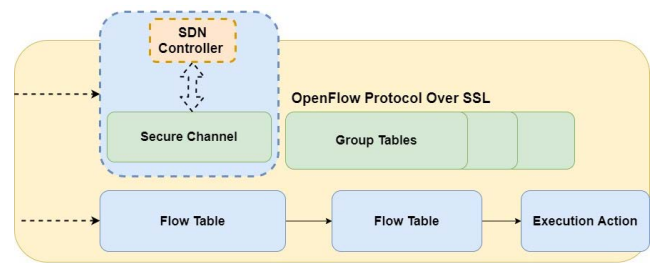 SDN
Controller
OpenFlow Protocol Over SSL
Secure Channel
Group Tables
Flow Table
Flow Table
Execution Action